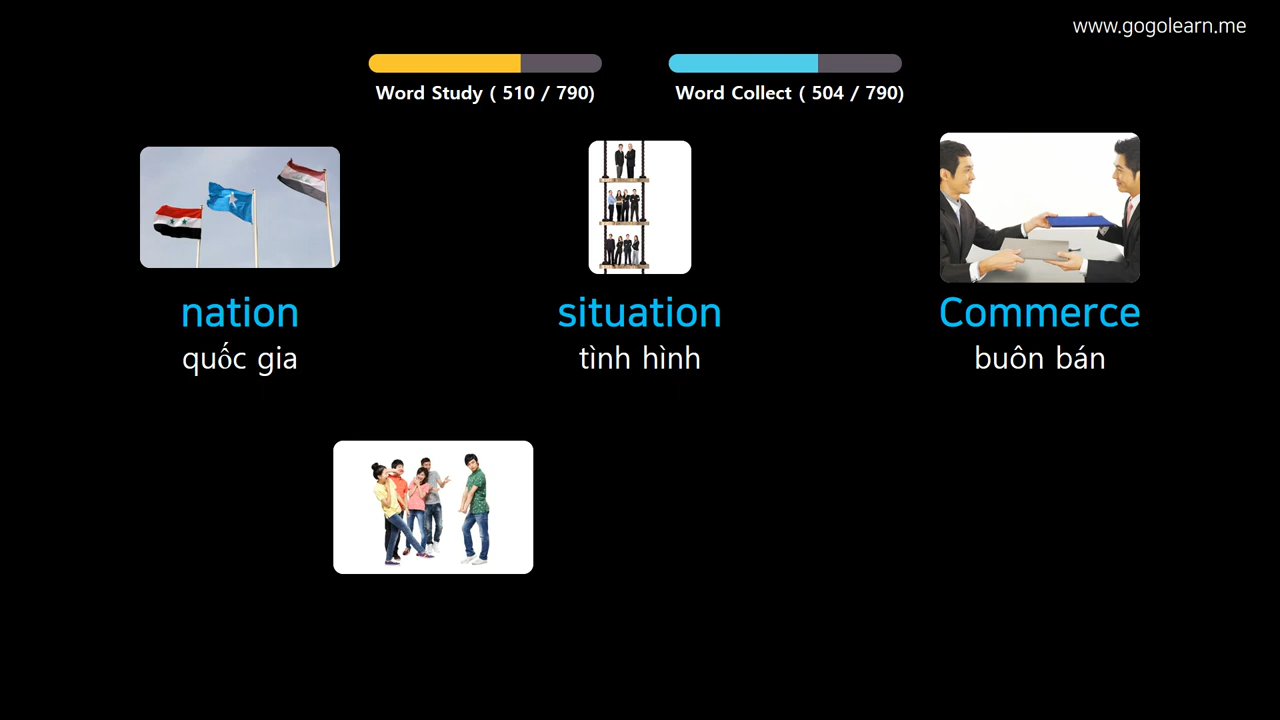 www.gogolearn.me
Word Study ( 510 / 790)
Word Collect ( 504 / 790)
nation
situation
Commerce
quốc gia
tình hình
buôn bán